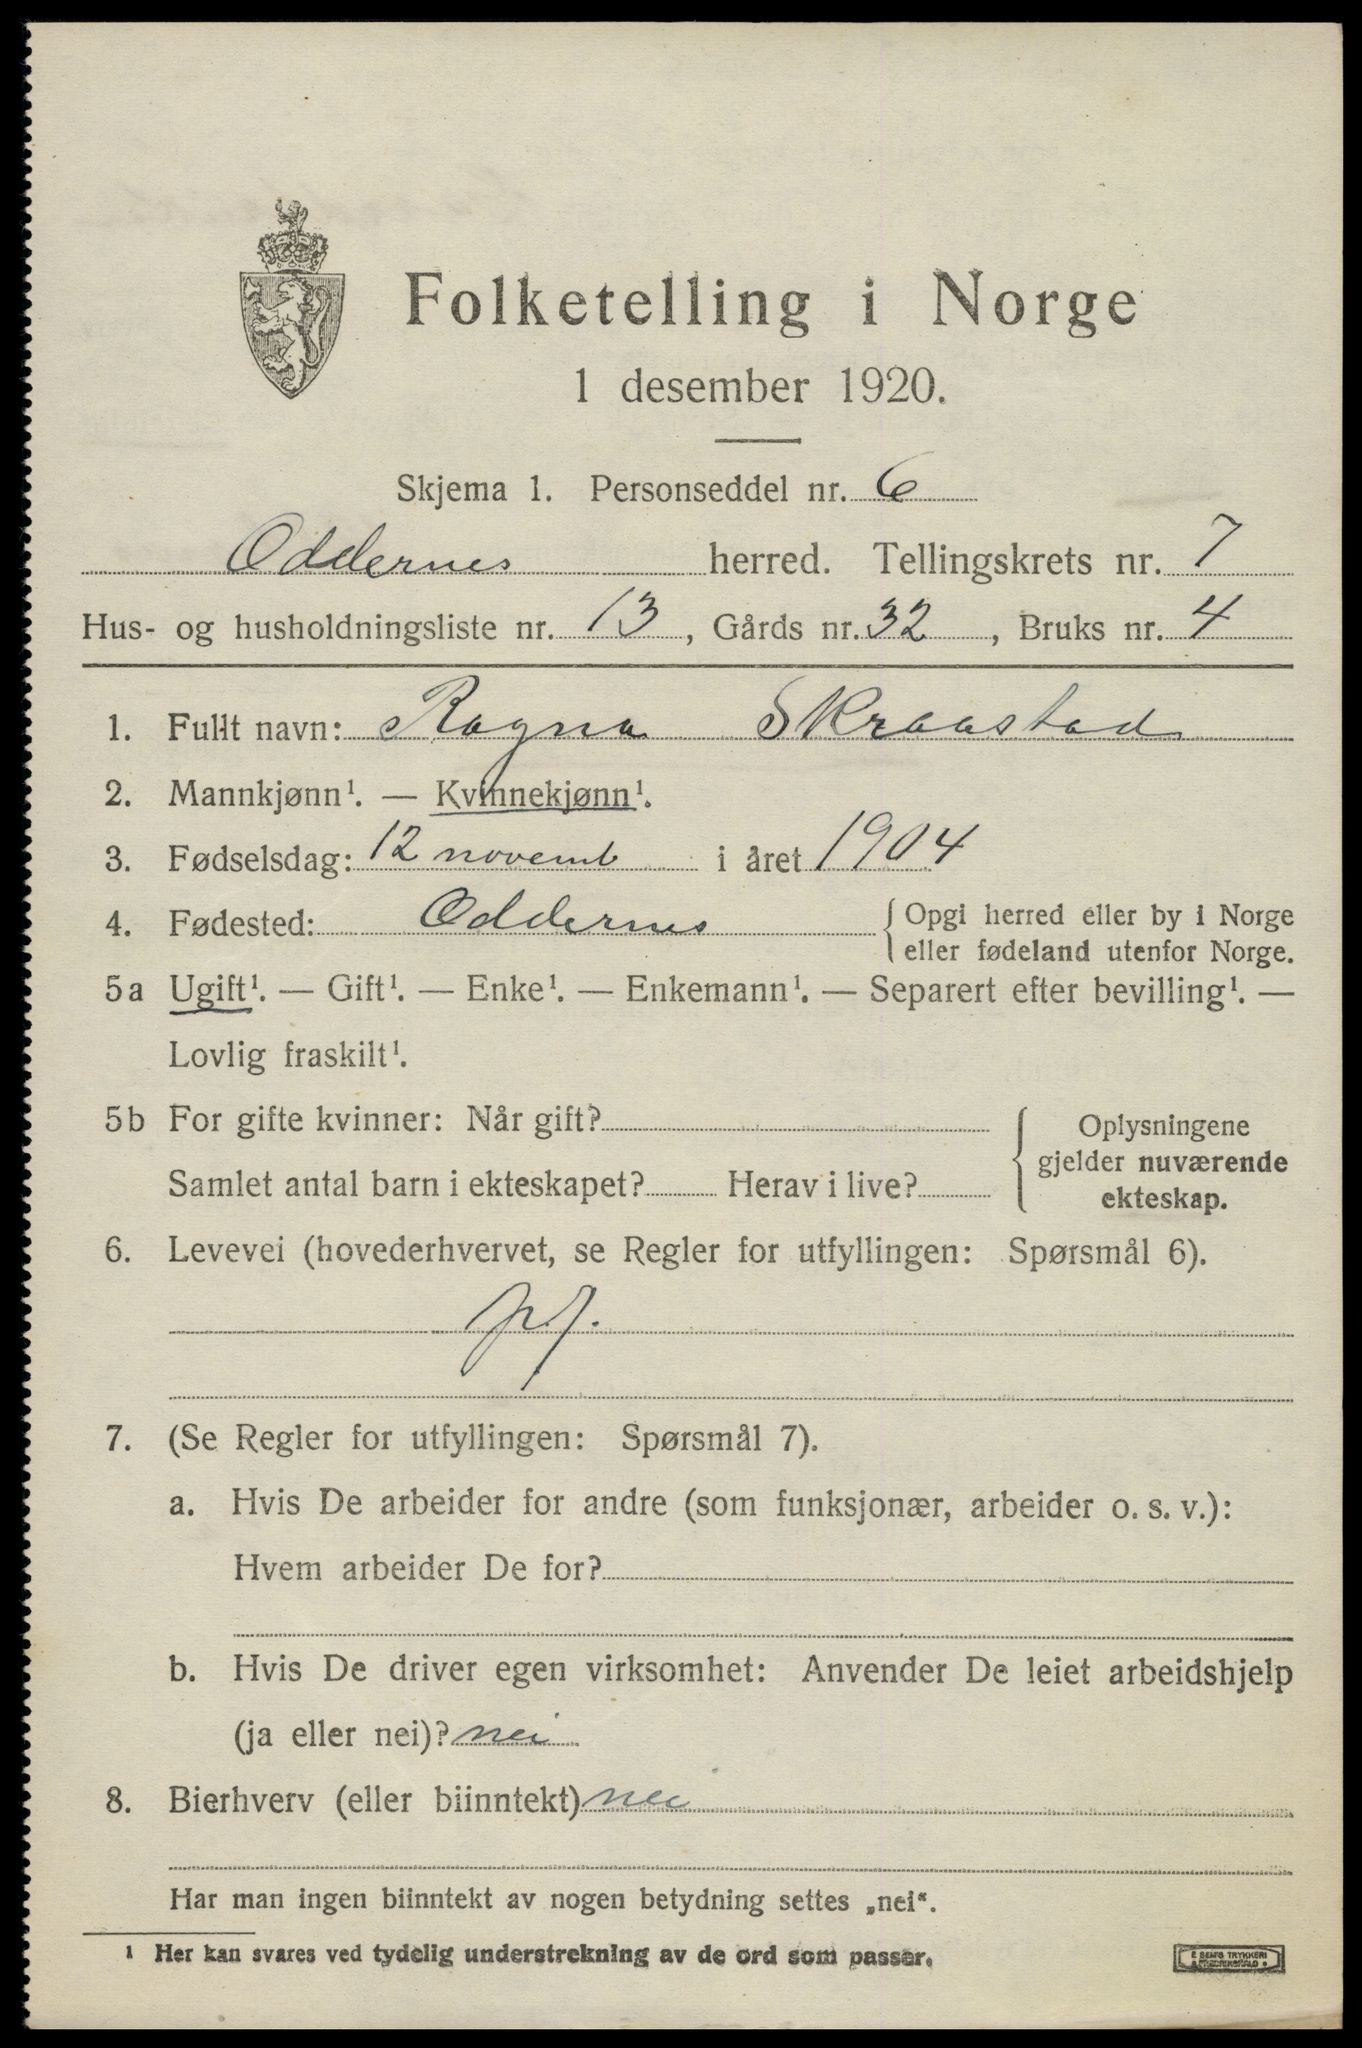 Folketelling i Norge
1 desember 1920.
Skjema 1. Personseddel nr. 6
Oddernes herred. Tellingskrets nr. 7
Hus- og husholdningsliste nr. 13, Gårds nr. 32, Bruks nr. 4
1. Fullt navn: Ragna Skraastad
2. Mannkjønn¹. — Kvinnekjønn¹.
3. Fødselsdag: 12 novemb i året 1904
4. Fødested: Oddernes {Opgi herred eller by i Norge
eller fødeland utenfor Norge.
5a Ugift¹. — Gift¹. — Enke¹. — Enkemann¹. — Separert efter bevilling¹. —
Lovlig fraskilt¹.
5b For gifte kvinner: Når gift?
Samlet antal barn i ekteskapet? Herav i live?
Oplysningene
gjelder nuværende
ekteskap.
6. Levevei (hovederhvervet, se Regler for utfyllingen: Spørsmål 6).
7. (Se Regler for utfyllingen: Spørsmål 7).
a. Hvis De arbeider for andre (som funksjonær, arbeider o. s. v.):
Hvem arbeider De for?
b. Hvis De driver egen virksomhet: Anvender De leiet arbeidshjelp
(ja eller nei)? nei
8. Bierhverv (eller biinntekt) nei
Har man ingen biinntekt av nogen betydning settes „nei“.
¹ Her kan svares ved tydelig understrekning av de ord som passer.
E SEMS TRYKKERI
FREDRIKSHALD